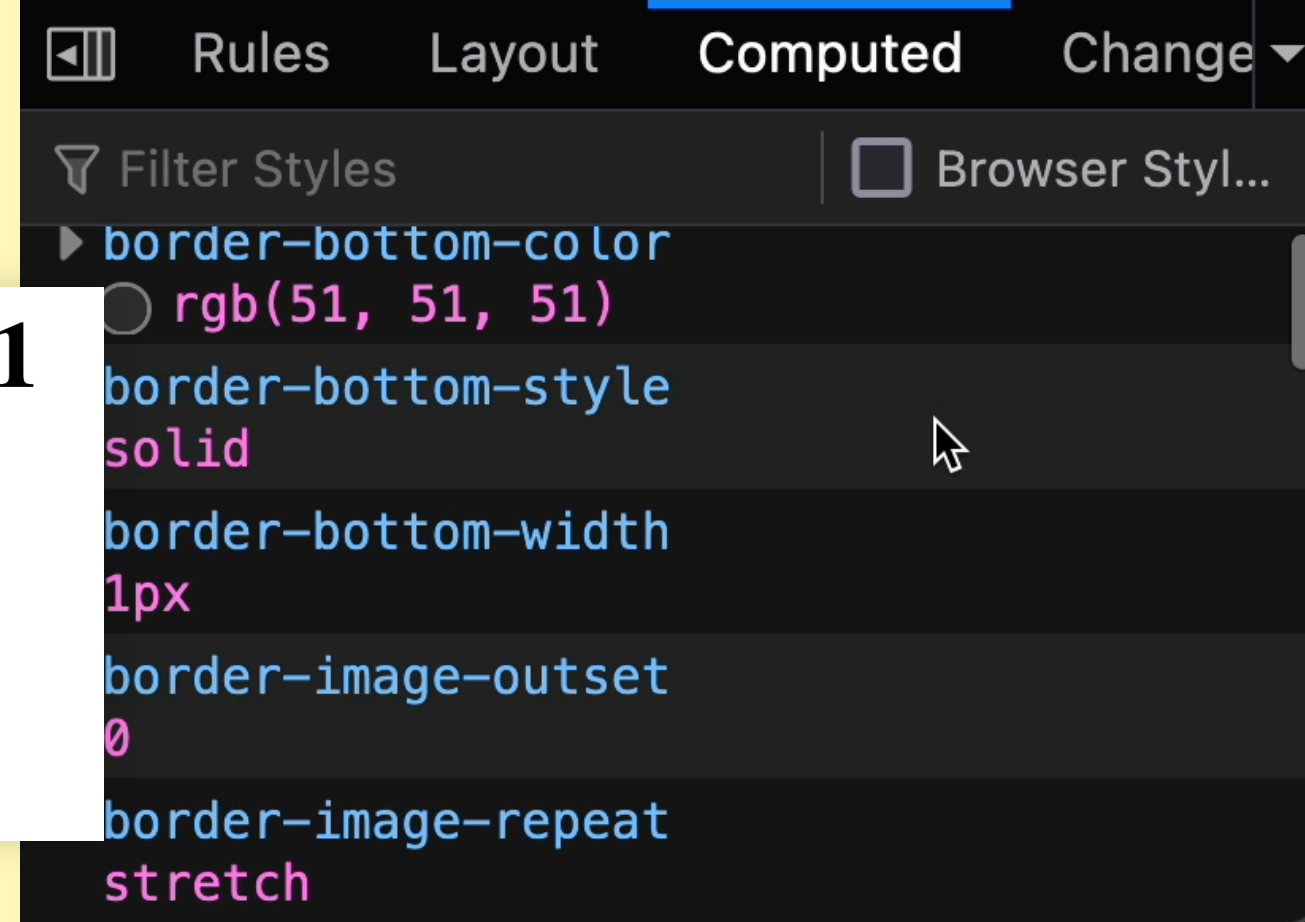 Rules Layout Computed Change
Filter Styles Browser Styl...
border-bottom-color
rgb(51, 51, 51)
1
border-bottom-style
solid
border-bottom-width
1px
border-image-outset
0
border-image-repeat
stretch